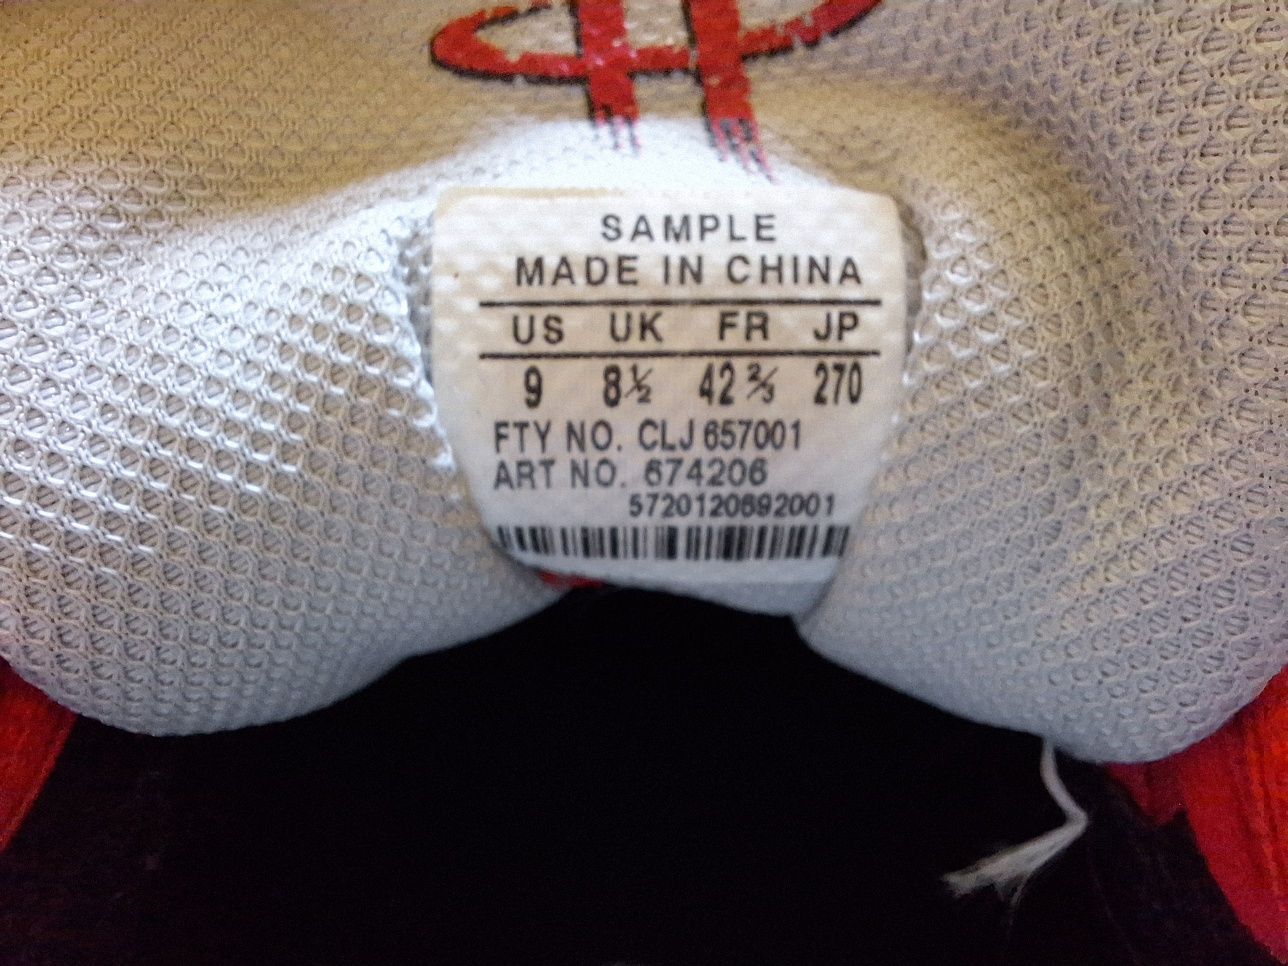 SAMPLE
MADE IN CHINA
US UK FR JP
9 8½ 42⅔ 270
FTY NO. CLJ 657001
ART NO. 674206
5720120692001